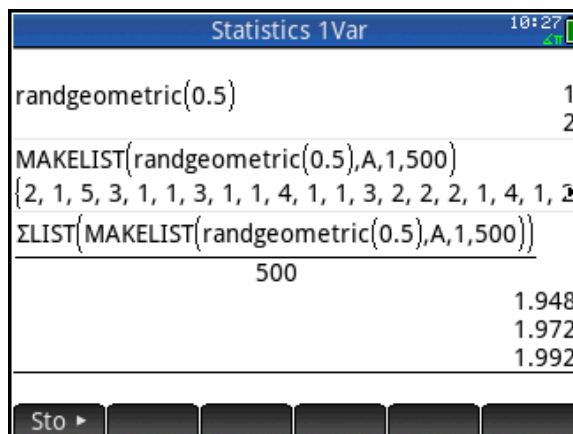 Statistics 1Var
10:27
∡π
randgeometric(0.5)
1
2
MAKELIST(randgeometric(0.5),A,1,500)
{2, 1, 5, 3, 1, 1, 3, 1, 1, 4, 1, 1, 3, 2, 2, 2, 1, 4, 1, 2
ΣLIST(MAKELIST(randgeometric(0.5),A,1,500))
500
1.948
1.972
1.992
Sto ▸